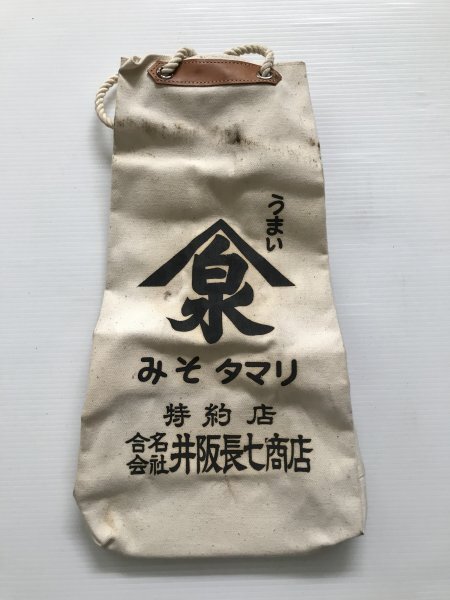 うまい
泉
みそタマリ
特約店
合名会社 井阪長七商店